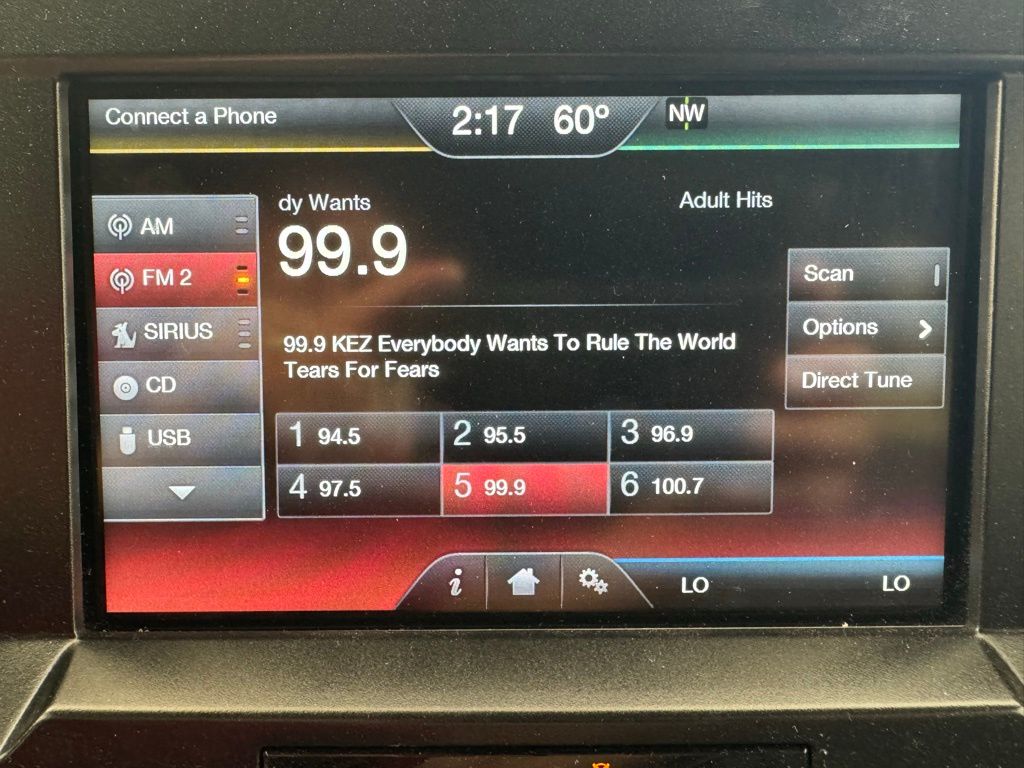 Connect a Phone
2:17 60º
NW
dy Wants
Adult Hits
99.9
AM
FM 2
SIRIUS
CD
USB
99.9 KEZ Everybody Wants To Rule The World
Tears For Fears
Scan
Options
Direct Tune
1 94.5
2 95.5
3 96.9
4 97.5
5 99.9
6 100.7
i
LO
LO